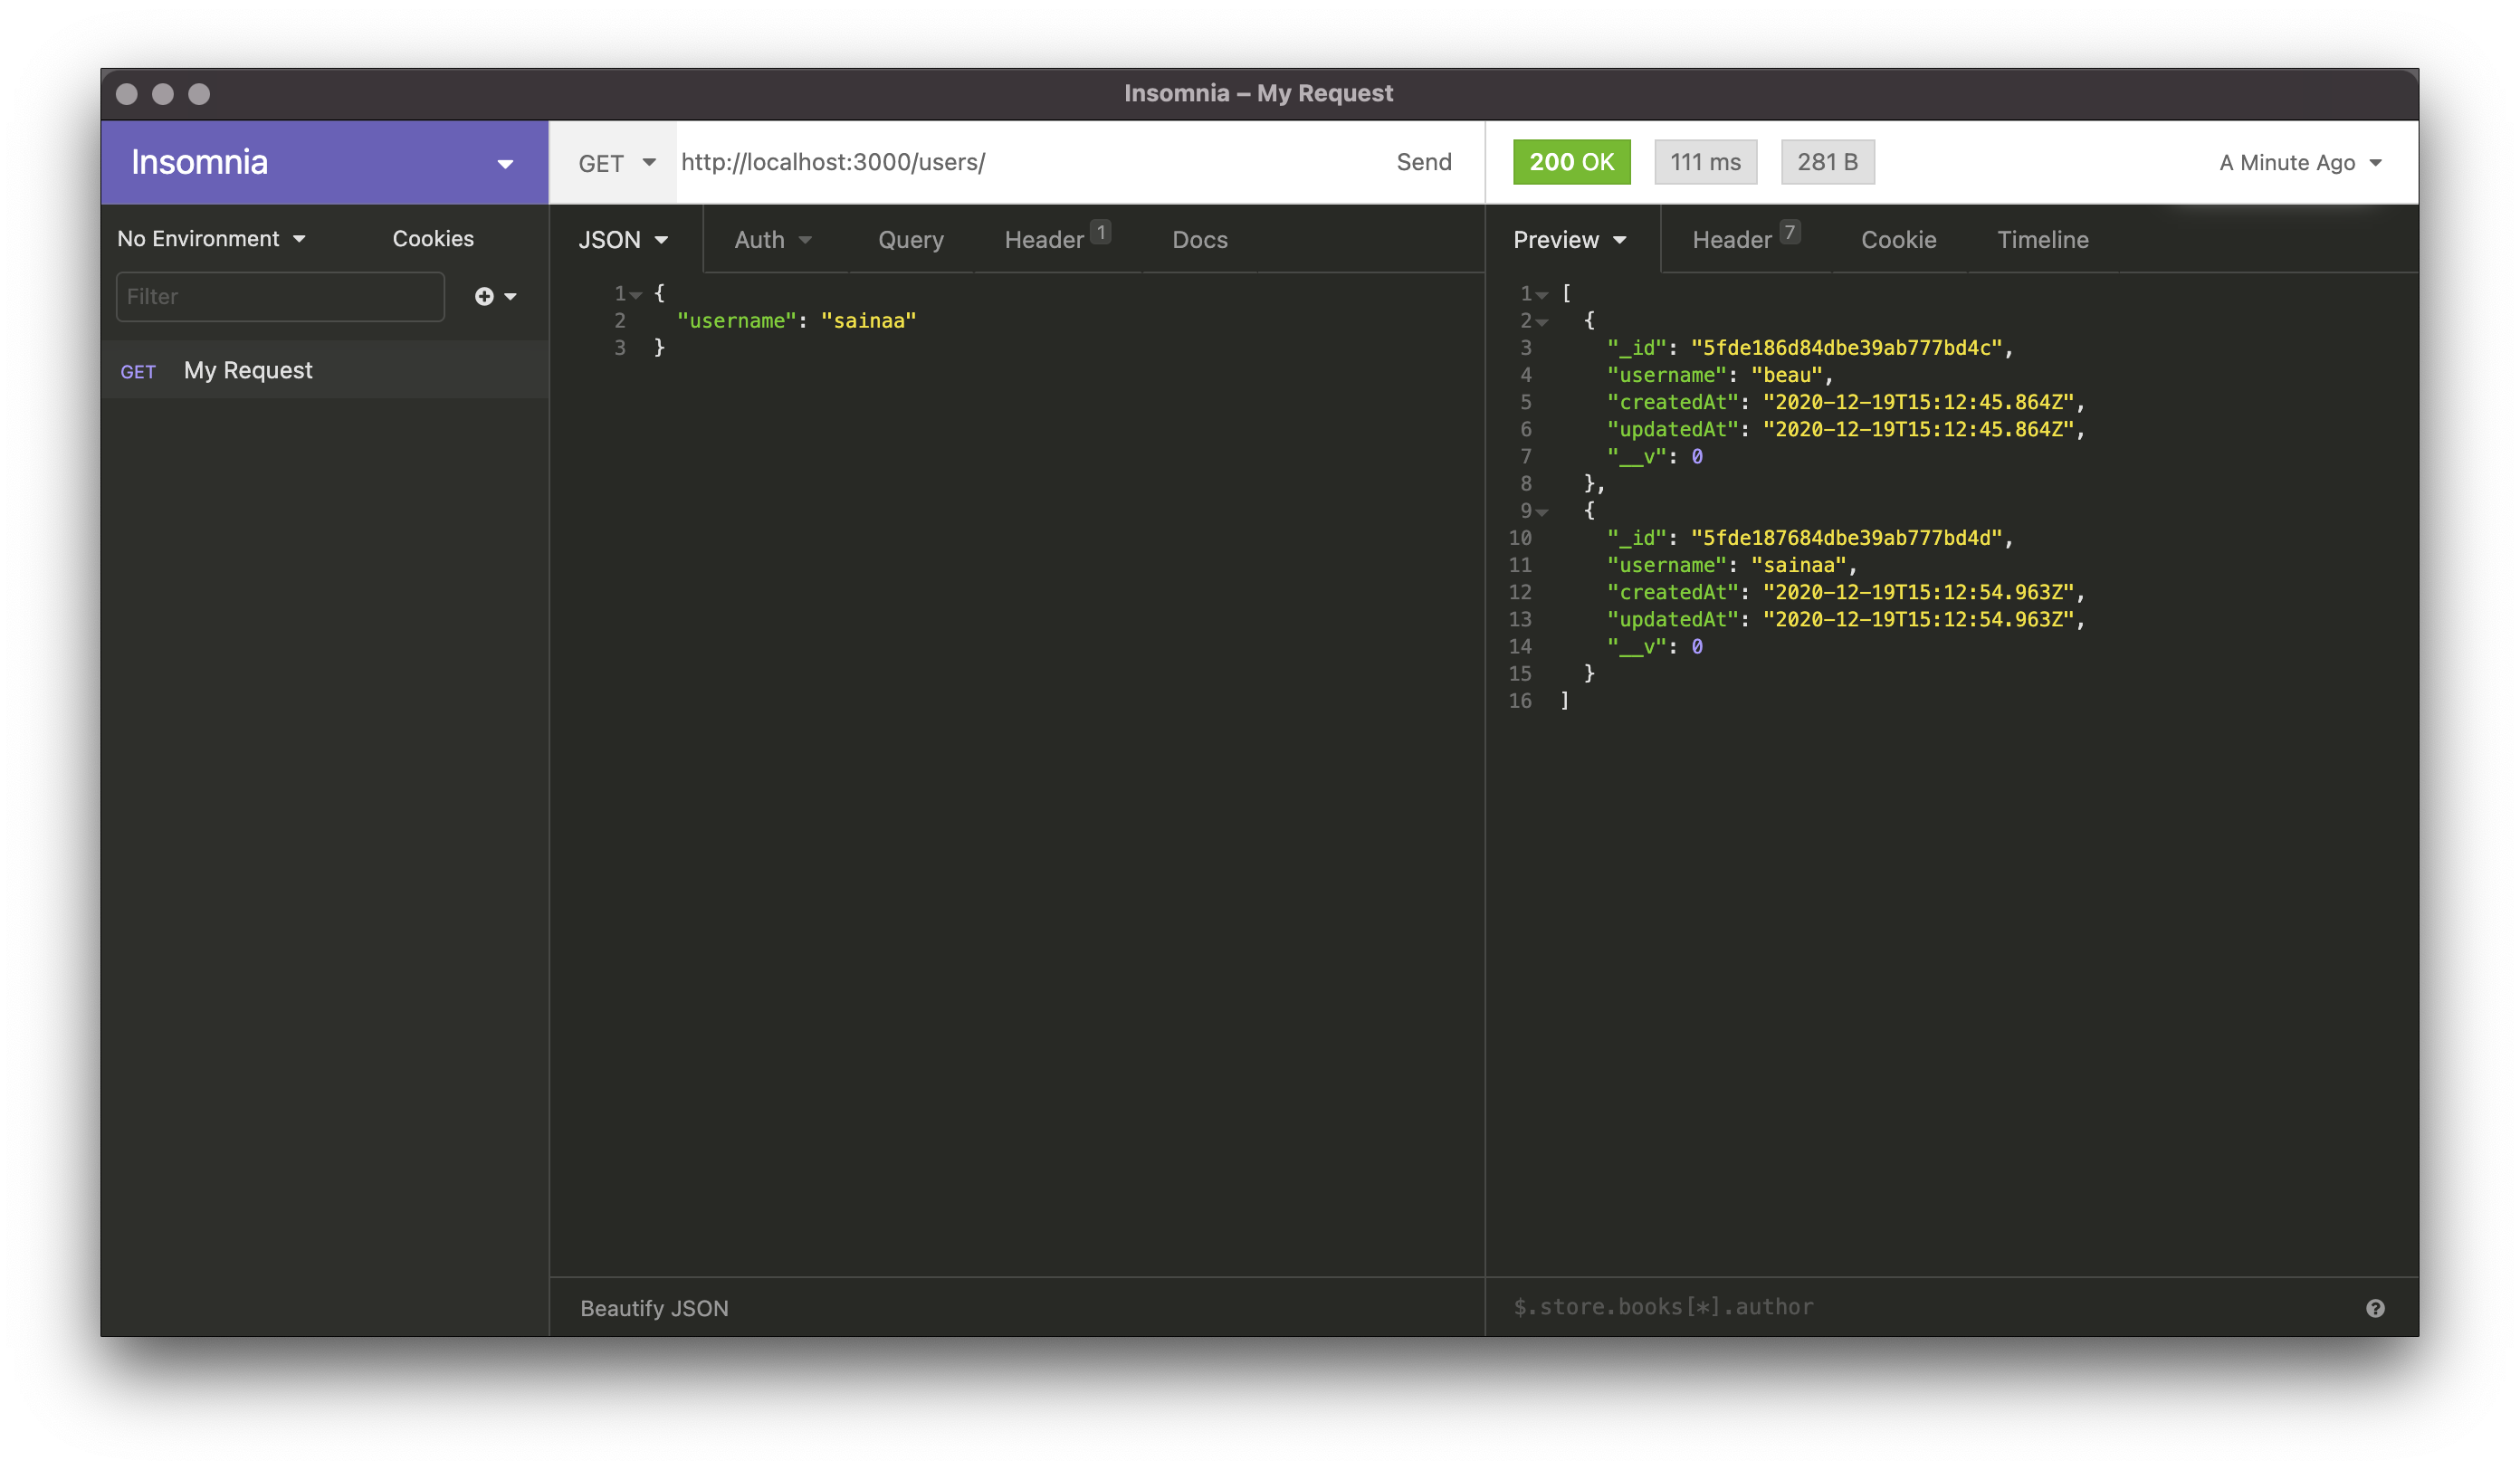 Insomnia – My Request
Insomnia
GET http://localhost:3000/users/ Send
200 OK 111 ms 281 B A Minute Ago
No Environment Cookies
Filter
GET My Request
JSON Auth Query Header 1 Docs
1 {
2 "username": "sainaa"
3 }
Beautify JSON
Preview Header 7 Cookie Timeline
1 [
2 {
3 "_id": "5fde186d84dbe39ab777bd4c",
4 "username": "beau",
5 "createdAt": "2020-12-19T15:12:45.864Z",
6 "updatedAt": "2020-12-19T15:12:45.864Z",
7 "__v": 0
8 },
9 {
10 "_id": "5fde187684dbe39ab777bd4d",
11 "username": "sainaa",
12 "createdAt": "2020-12-19T15:12:54.963Z",
13 "updatedAt": "2020-12-19T15:12:54.963Z",
14 "__v": 0
15 }
16 ]
$.store.books[*].author